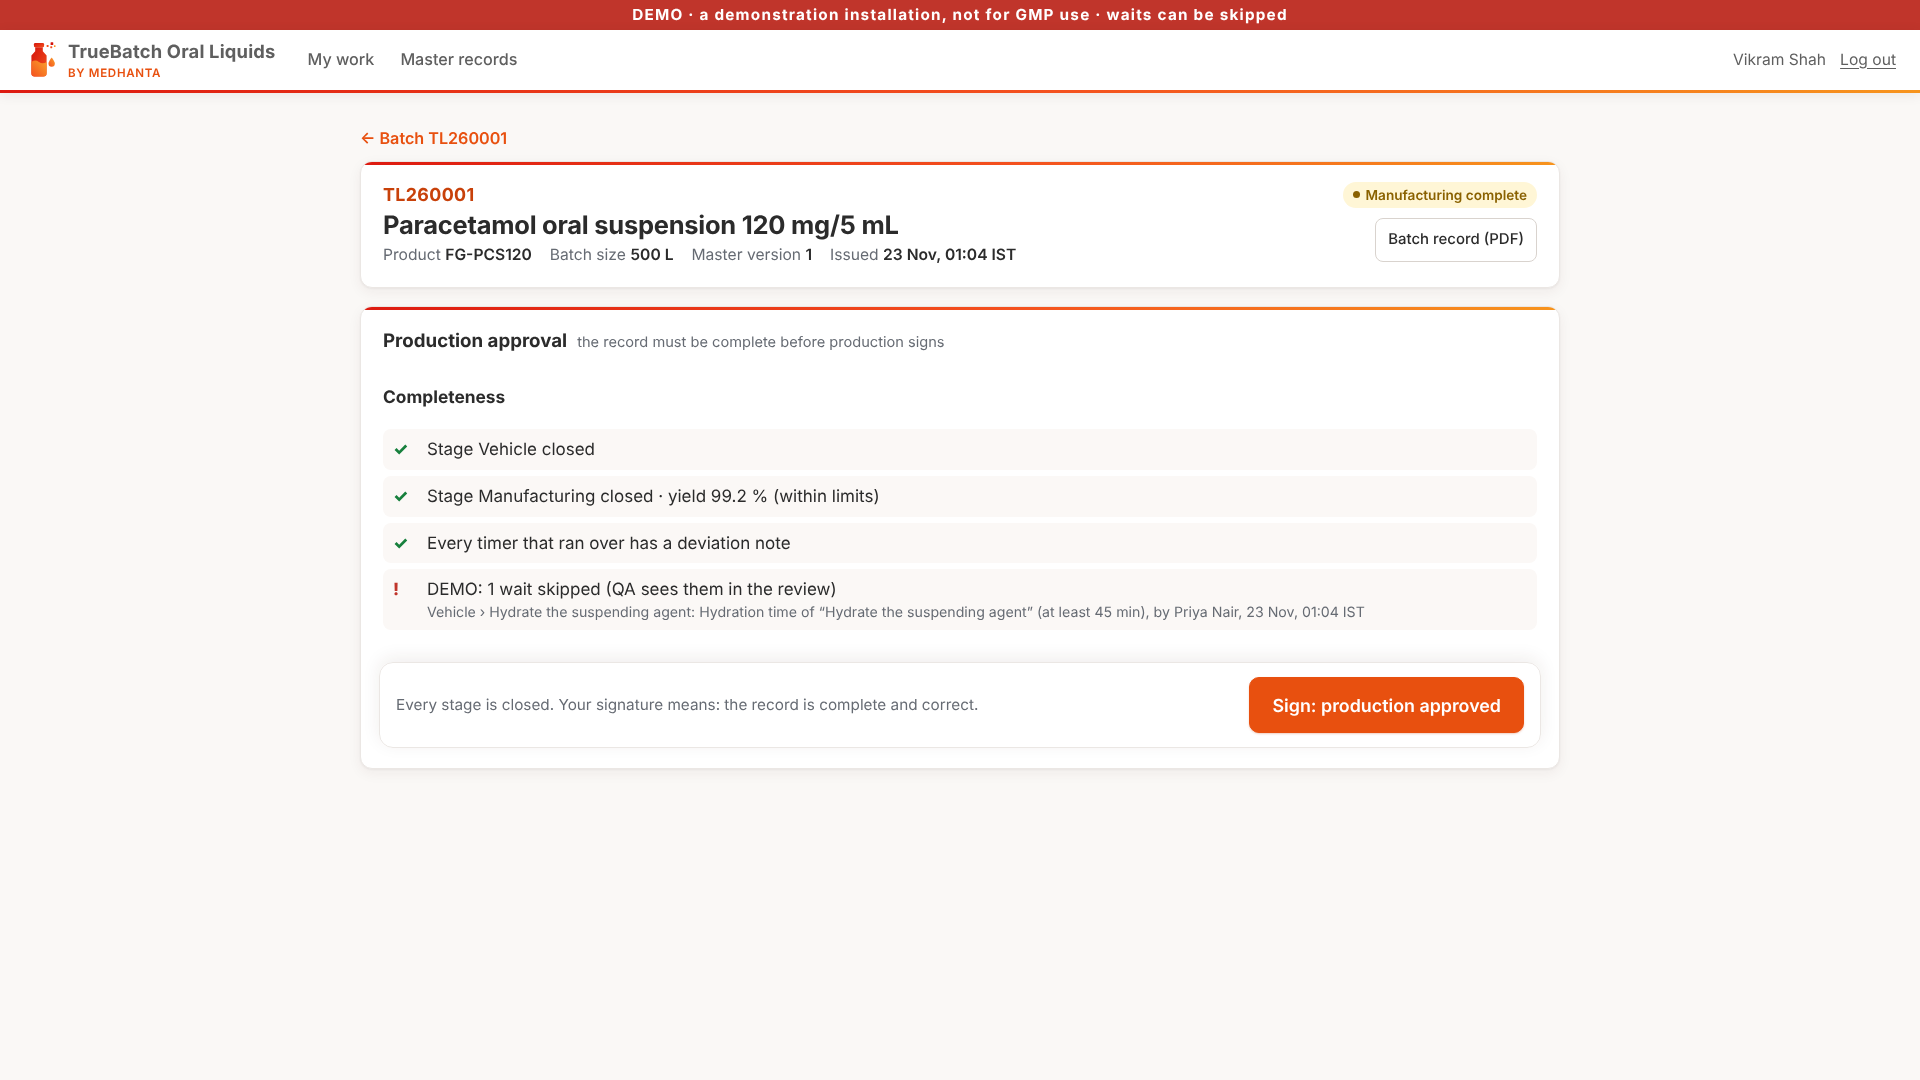 DEMO · a demonstration installation, not for GMP use · waits can be skipped
TrueBatch Oral Liquids
BY MEDHANTA
My work
Master records
Vikram Shah
Log out
← Batch TL260001
TL260001
Manufacturing complete
Paracetamol oral suspension 120 mg/5 mL
Batch record (PDF)
Product FG-PCS120 Batch size 500 L Master version 1 Issued 23 Nov, 01:04 IST
Production approval the record must be complete before production signs
Completeness
✓ Stage Vehicle closed
✓ Stage Manufacturing closed · yield 99.2 % (within limits)
✓ Every timer that ran over has a deviation note
! DEMO: 1 wait skipped (QA sees them in the review)
Vehicle › Hydrate the suspending agent: Hydration time of “Hydrate the suspending agent” (at least 45 min), by Priya Nair, 23 Nov, 01:04 IST
Every stage is closed. Your signature means: the record is complete and correct.
Sign: production approved